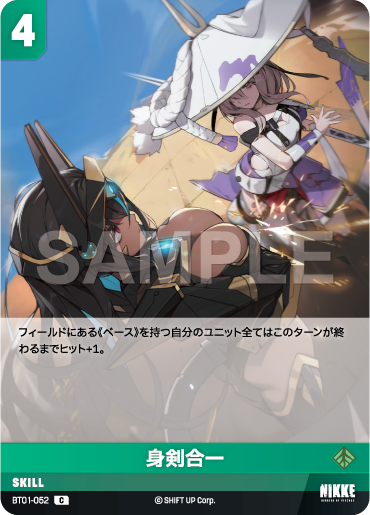 4
SAMPLE
フィールドにある《ベース》を持つ自分のユニット全てはこのターンが終
わるまでヒット+1。
身剣合一
SKILL
BT01-052 C
© SHIFT UP Corp.
NIKKE